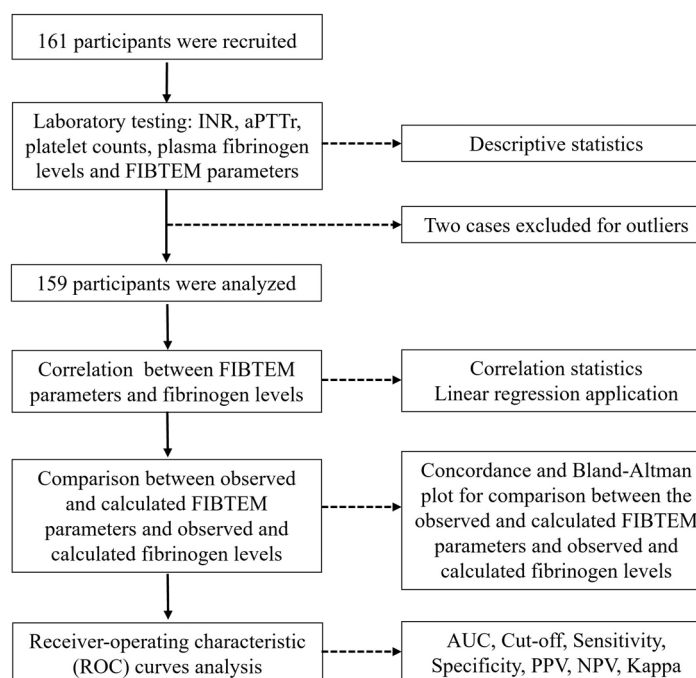 161 participants were recruited
Laboratory testing: INR, aPTTr,
platelet counts, plasma fibrinogen
levels and FIBTEM parameters
Descriptive statistics
Two cases excluded for outliers
159 participants were analyzed
Correlation between FIBTEM
parameters and fibrinogen levels
Correlation statistics
Linear regression application
Comparison between observed
and calculated FIBTEM
parameters and observed and
calculated fibrinogen levels
Concordance and Bland-Altman
plot for comparison between the
observed and calculated FIBTEM
parameters and observed and
calculated fibrinogen levels
Receiver-operating characteristic
(ROC) curves analysis
AUC, Cut-off, Sensitivity,
Specificity, PPV, NPV, Kappa